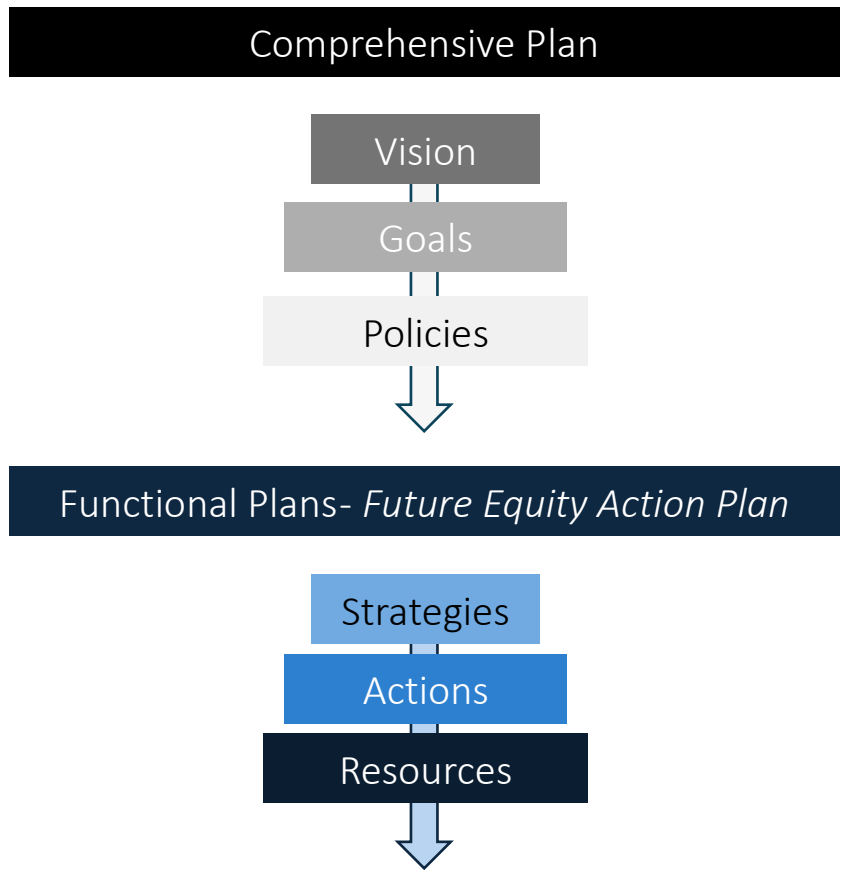 Comprehensive Plan
Vision
Goals
Policies
Functional Plans- Future Equity Action Plan
Strategies
Actions
Resources